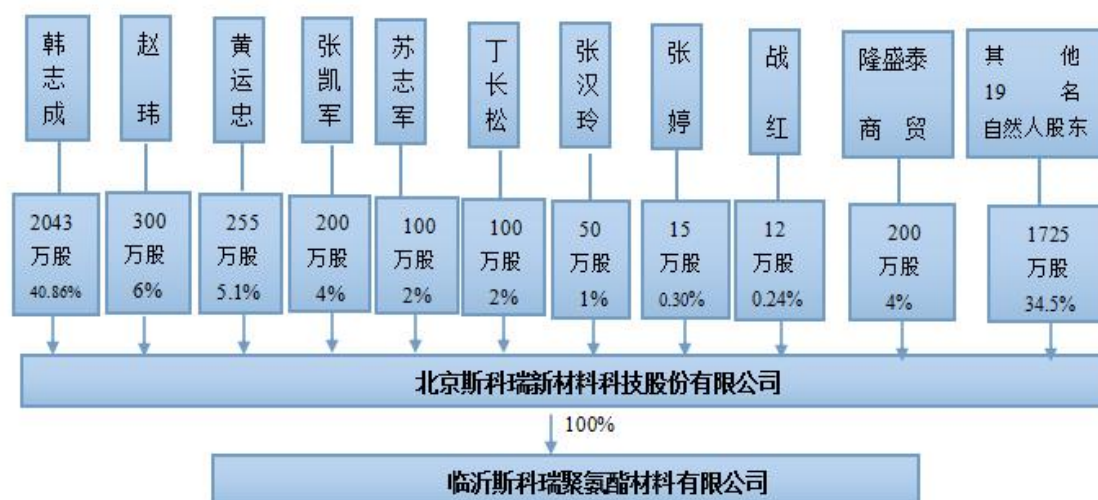 韩志成
赵玮
黄运忠
张凯军
苏志军
丁长松
张汉玲
张婷
战红
隆盛泰
商贸
其他
19名
自然人股东
2043
万股
40.86%
300
万股
6%
255
万股
5.1%
200
万股
4%
100
万股
2%
100
万股
2%
50
万股
1%
15
万股
0.30%
12
万股
0.24%
200
万股
4%
1725
万股
34.5%
北京斯科瑞新材料科技股份有限公司
100%
临沂斯科瑞聚氨酯材料有限公司